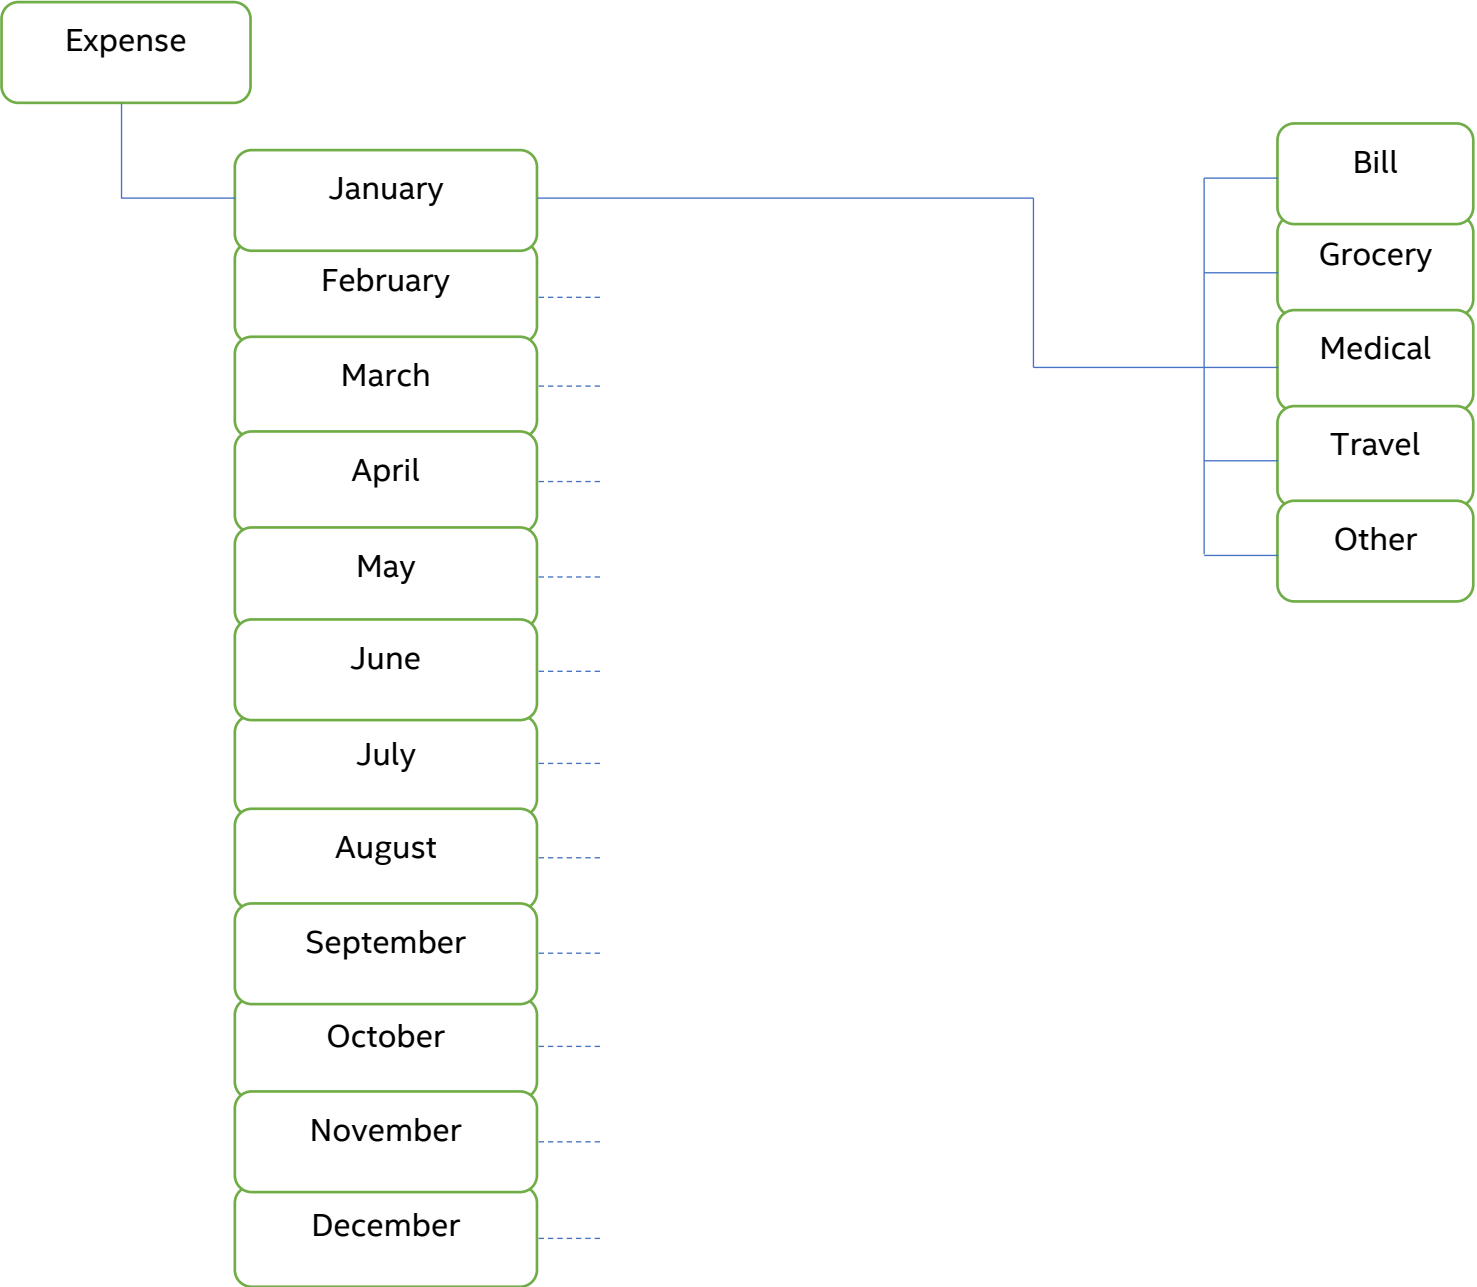 Expense
January
February
March
April
May
June
July
August
September
October
November
December
Bill
Grocery
Medical
Travel
Other